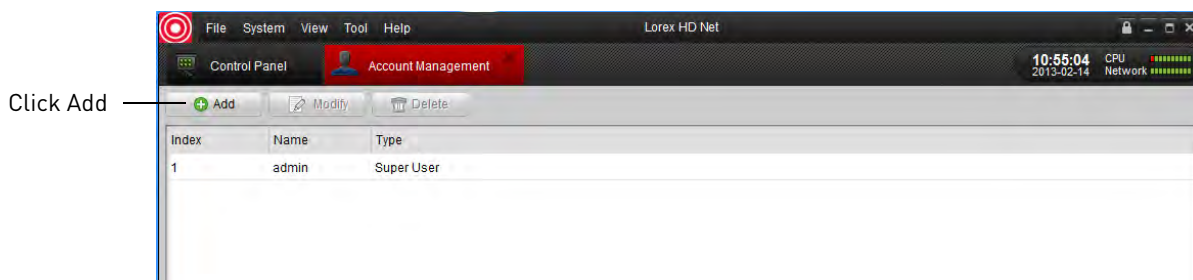 File System View Tool Help Lorex HD Net
Control Panel Account Management 10:55:04 CPU
2013-02-14 Network
Click Add Add Modify Delete
Index Name Type
1 admin Super User